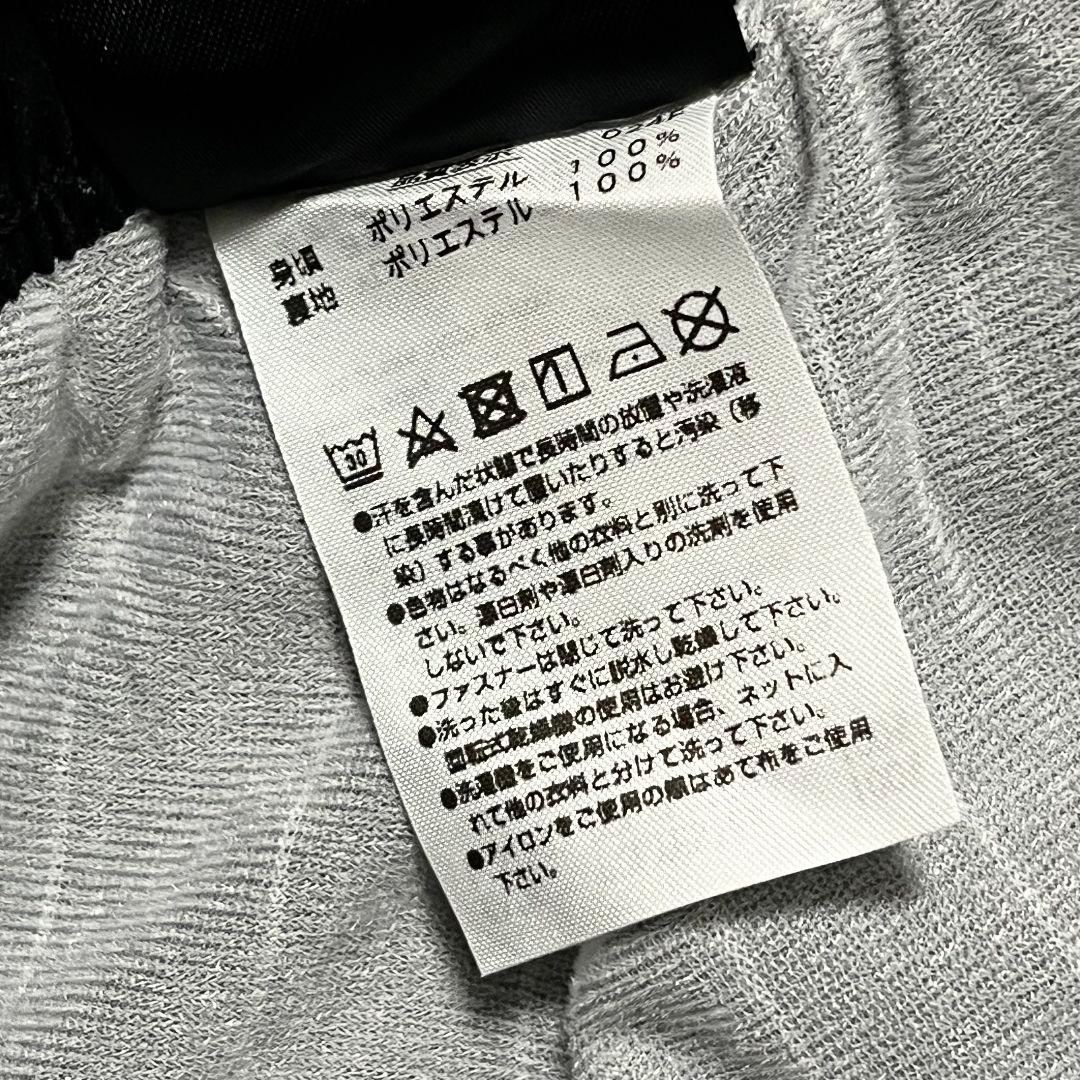 身頃 ポリエステル 100%
裏地 ポリエステル 100%
30
●汗を含んだ状態で長時間の放置や洗濯液
に長時間漬けて置いたりすると汚染（移
染）する事があります。
●色物はなるべく他の衣料と別に洗って下
さい。漂白剤や漂白剤入りの洗剤を使用
しないで下さい。
●ファスナーは閉じて洗って下さい。
●洗った後はすぐに脱水し乾燥して下さい。
回転式乾燥機の使用はお避け下さい。
●洗濯機をご使用になる場合、ネットに入
れて他の衣料と分けて洗って下さい。
●アイロンをご使用の際はあて布をご使用
下さい。